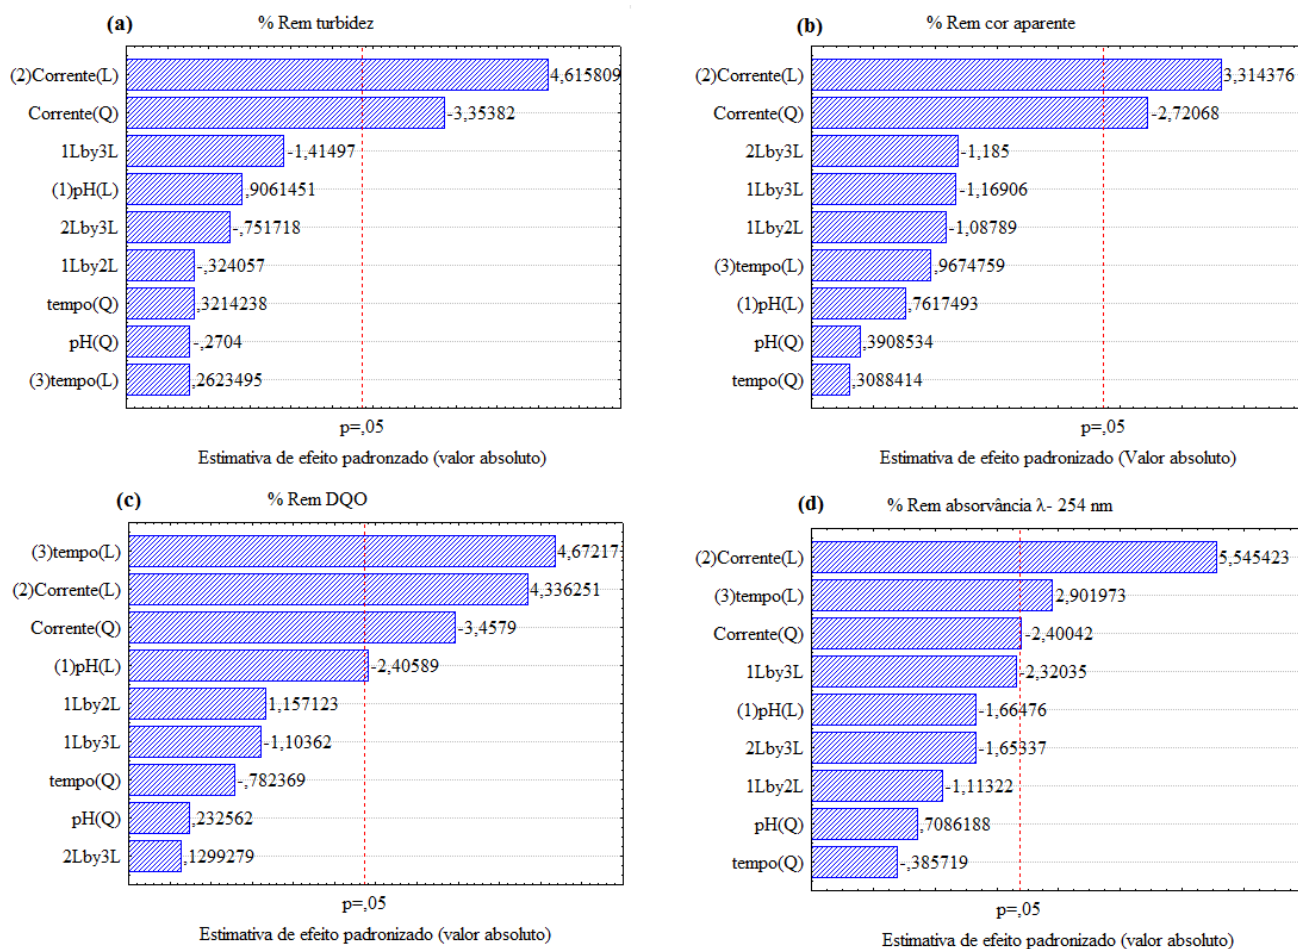 (a)
% Rem turbidez
(2)Corrente(L)
4,615809
Corrente(Q)
-3,35382
1Lby3L
-1,41497
(1)pH(L)
,9061451
2Lby3L
-,751718
1Lby2L
-,324057
tempo(Q)
,3214238
pH(Q)
-,2704
(3)tempo(L)
,2623495
p=,05
Estimativa de efeito padronzado (valor absoluto)
(b)
% Rem cor aparente
(2)Corrente(L)
3,314376
Corrente(Q)
-2,72068
2Lby3L
-1,185
1Lby3L
-1,16906
1Lby2L
-1,08789
(3)tempo(L)
,9674759
(1)pH(L)
,7617493
pH(Q)
,3908534
tempo(Q)
,3088414
p=,05
Estimativa de efeito padronizado (Valor absoluto)
(c)
% Rem DQO
(3)tempo(L)
4,67217
(2)Corrente(L)
4,336251
Corrente(Q)
-3,4579
(1)pH(L)
-2,40589
1Lby2L
1,157123
1Lby3L
-1,10362
tempo(Q)
-,782369
pH(Q)
,232562
2Lby3L
,1299279
p=,05
Estimativa de efeito padronizado (valor absoluto)
(d)
% Rem absorvância λ- 254 nm
(2)Corrente(L)
5,545423
(3)tempo(L)
2,901973
Corrente(Q)
-2,40042
1Lby3L
-2,32035
(1)pH(L)
-1,66476
2Lby3L
-1,65337
1Lby2L
-1,11322
pH(Q)
,7086188
tempo(Q)
-,385719
p=,05
Estimativa de efeito padronizado (valor absoluto)